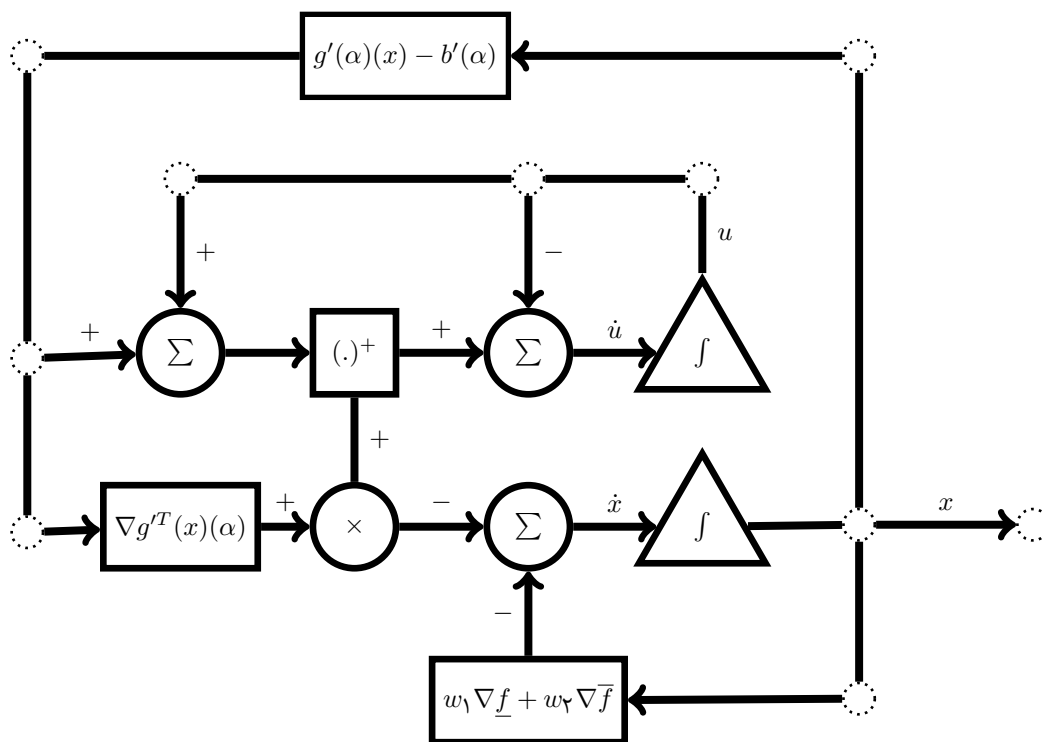 g′(α)(x) − b′(α)
u
+
−
+
∑
(.)⁺
+
∑
u̇
∫
+
∇g′ᵀ(x)(α)
+
×
−
∑
ẋ
∫
x
−
w۱∇f̲ + w۲∇f̅